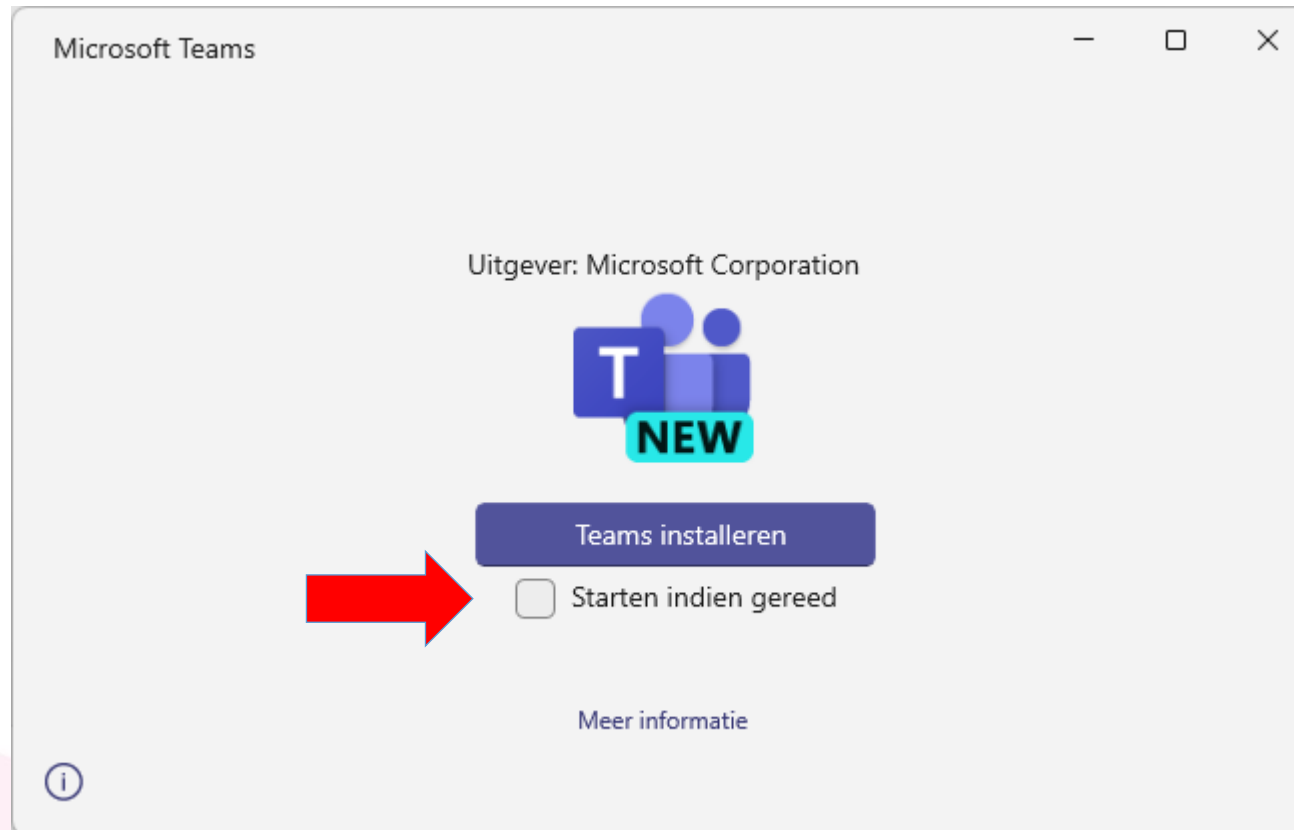 Microsoft Teams
Uitgever: Microsoft Corporation
T
NEW
Teams installeren
Starten indien gereed
Meer informatie
i